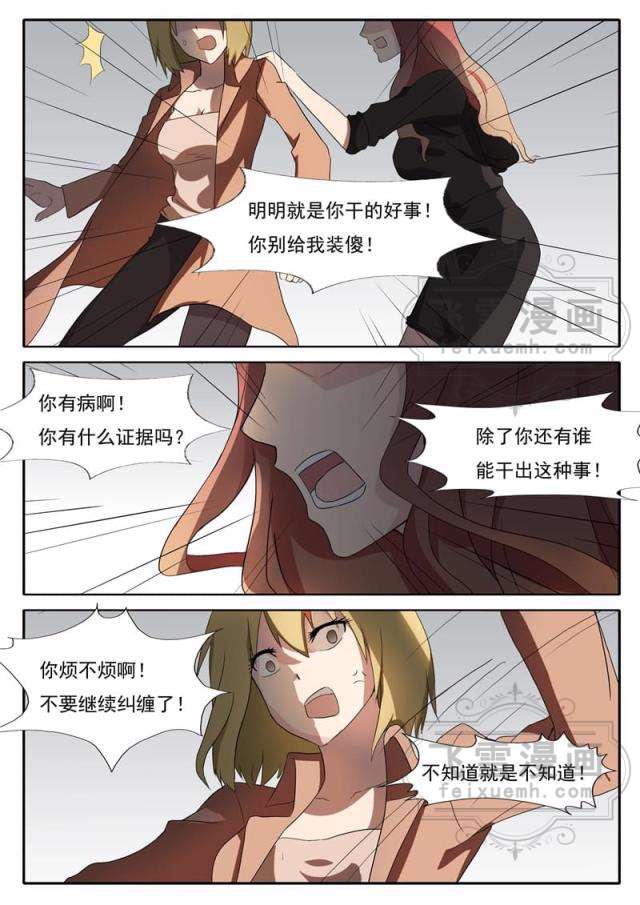 明明就是你干的好事！
你别给我装傻！
飞雪漫画
feixuemh.com
你有病啊！
你有什么证据吗？
除了你还有谁
能干出这种事！
你烦不烦啊！
不要继续纠缠了！
飞雪漫画
feixuemh.com
不知道就是不知道！